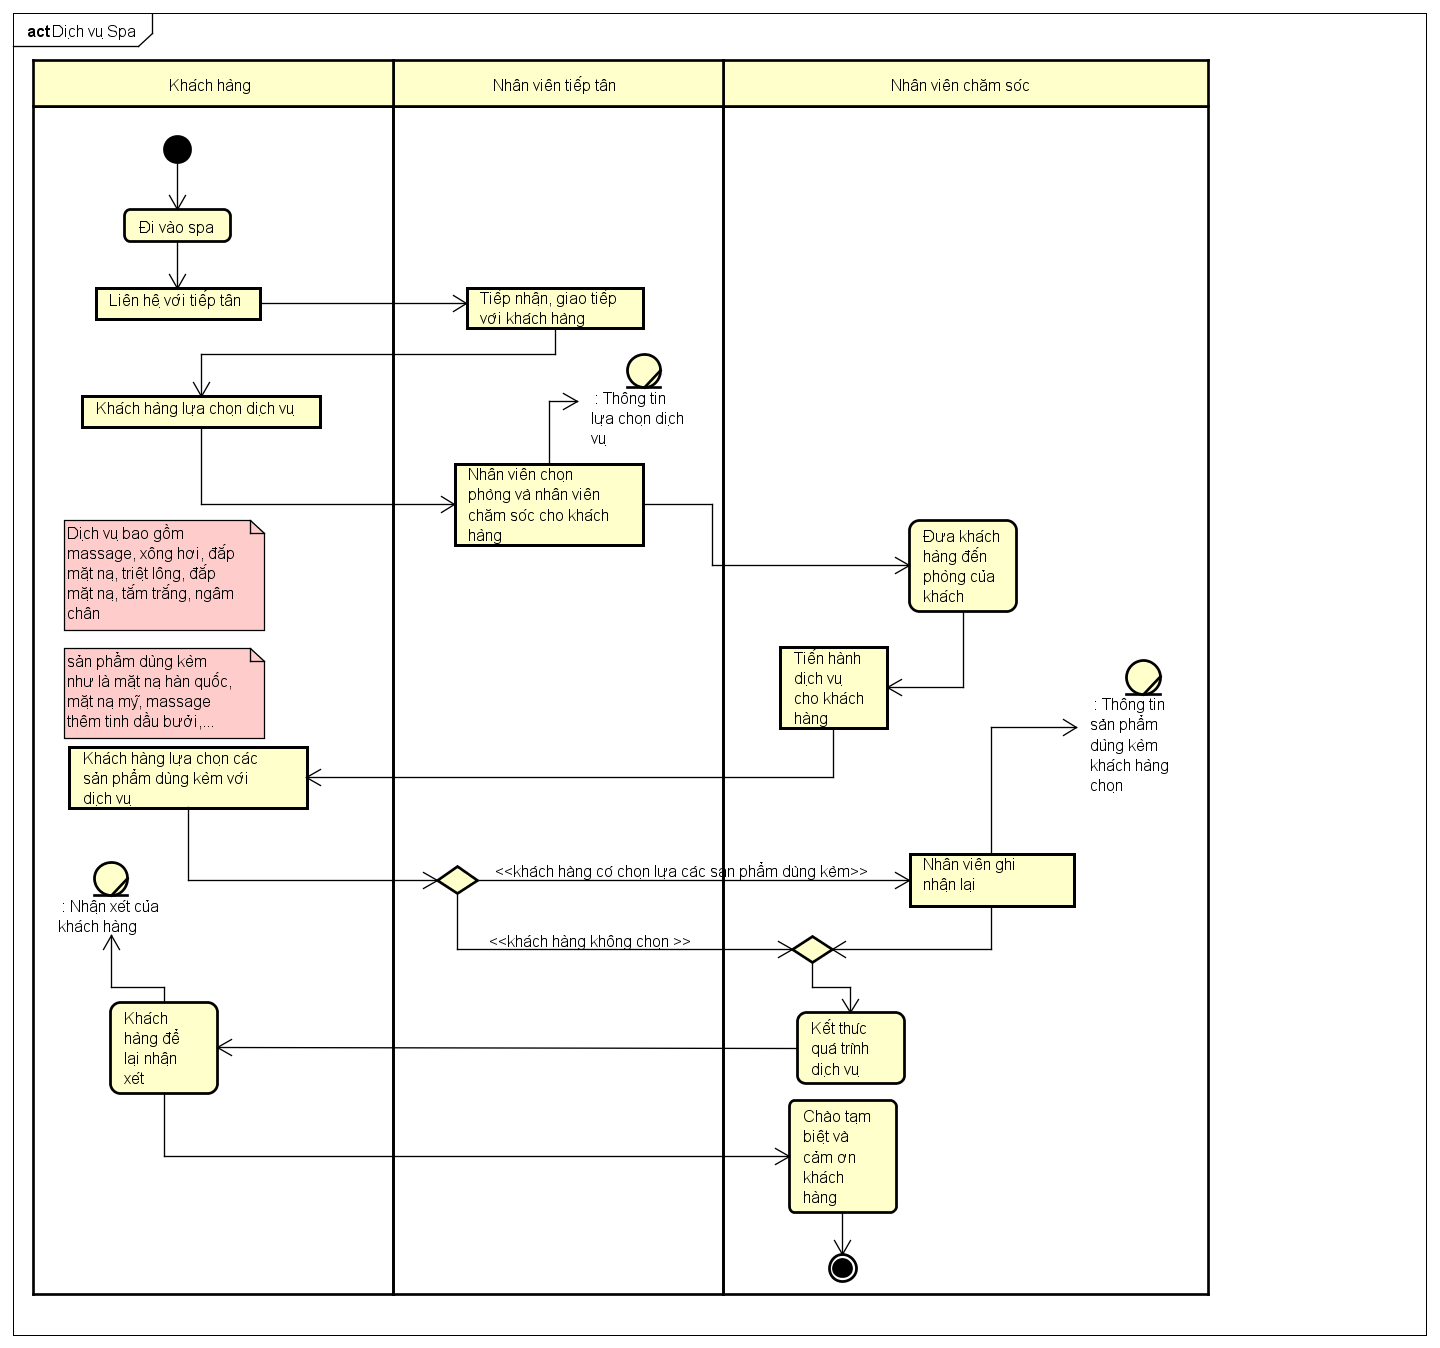 act Dịch vụ Spa
Khách hàng
Nhân viên tiếp tân
Nhân viên chăm sóc
Đi vào spa
Liên hệ với tiếp tân
Tiếp nhận, giao tiếp
với khách hàng
: Thông tin
lựa chọn dịch
vụ
Khách hàng lựa chọn dịch vụ
Nhân viên chọn
phòng và nhân viên
chăm sóc cho khách
hàng
Dịch vụ bao gồm
massage, xông hơi, đắp
mặt nạ, triệt lông, đắp
mặt nạ, tắm trắng, ngâm
chân
Đưa khách
hàng đến
phòng của
khách
sản phẩm dùng kèm
như là mặt nạ hàn quốc,
mặt nạ mỹ, massage
thêm tinh dầu bưởi,...
Tiến hành
dịch vụ
cho khách
hàng
: Thông tin
sản phẩm
dùng kèm
khách hàng
chọn
Khách hàng lựa chọn các
sản phẩm dùng kèm với
dịch vụ
<<khách hàng có chọn lựa các sản phẩm dùng kèm>>
Nhân viên ghi
nhận lại
: Nhận xét của
khách hàng
<<khách hàng không chọn >>
Khách
hàng để
lại nhận
xét
Kết thúc
quá trình
dịch vụ
Chào tạm
biệt và
cảm ơn
khách
hàng